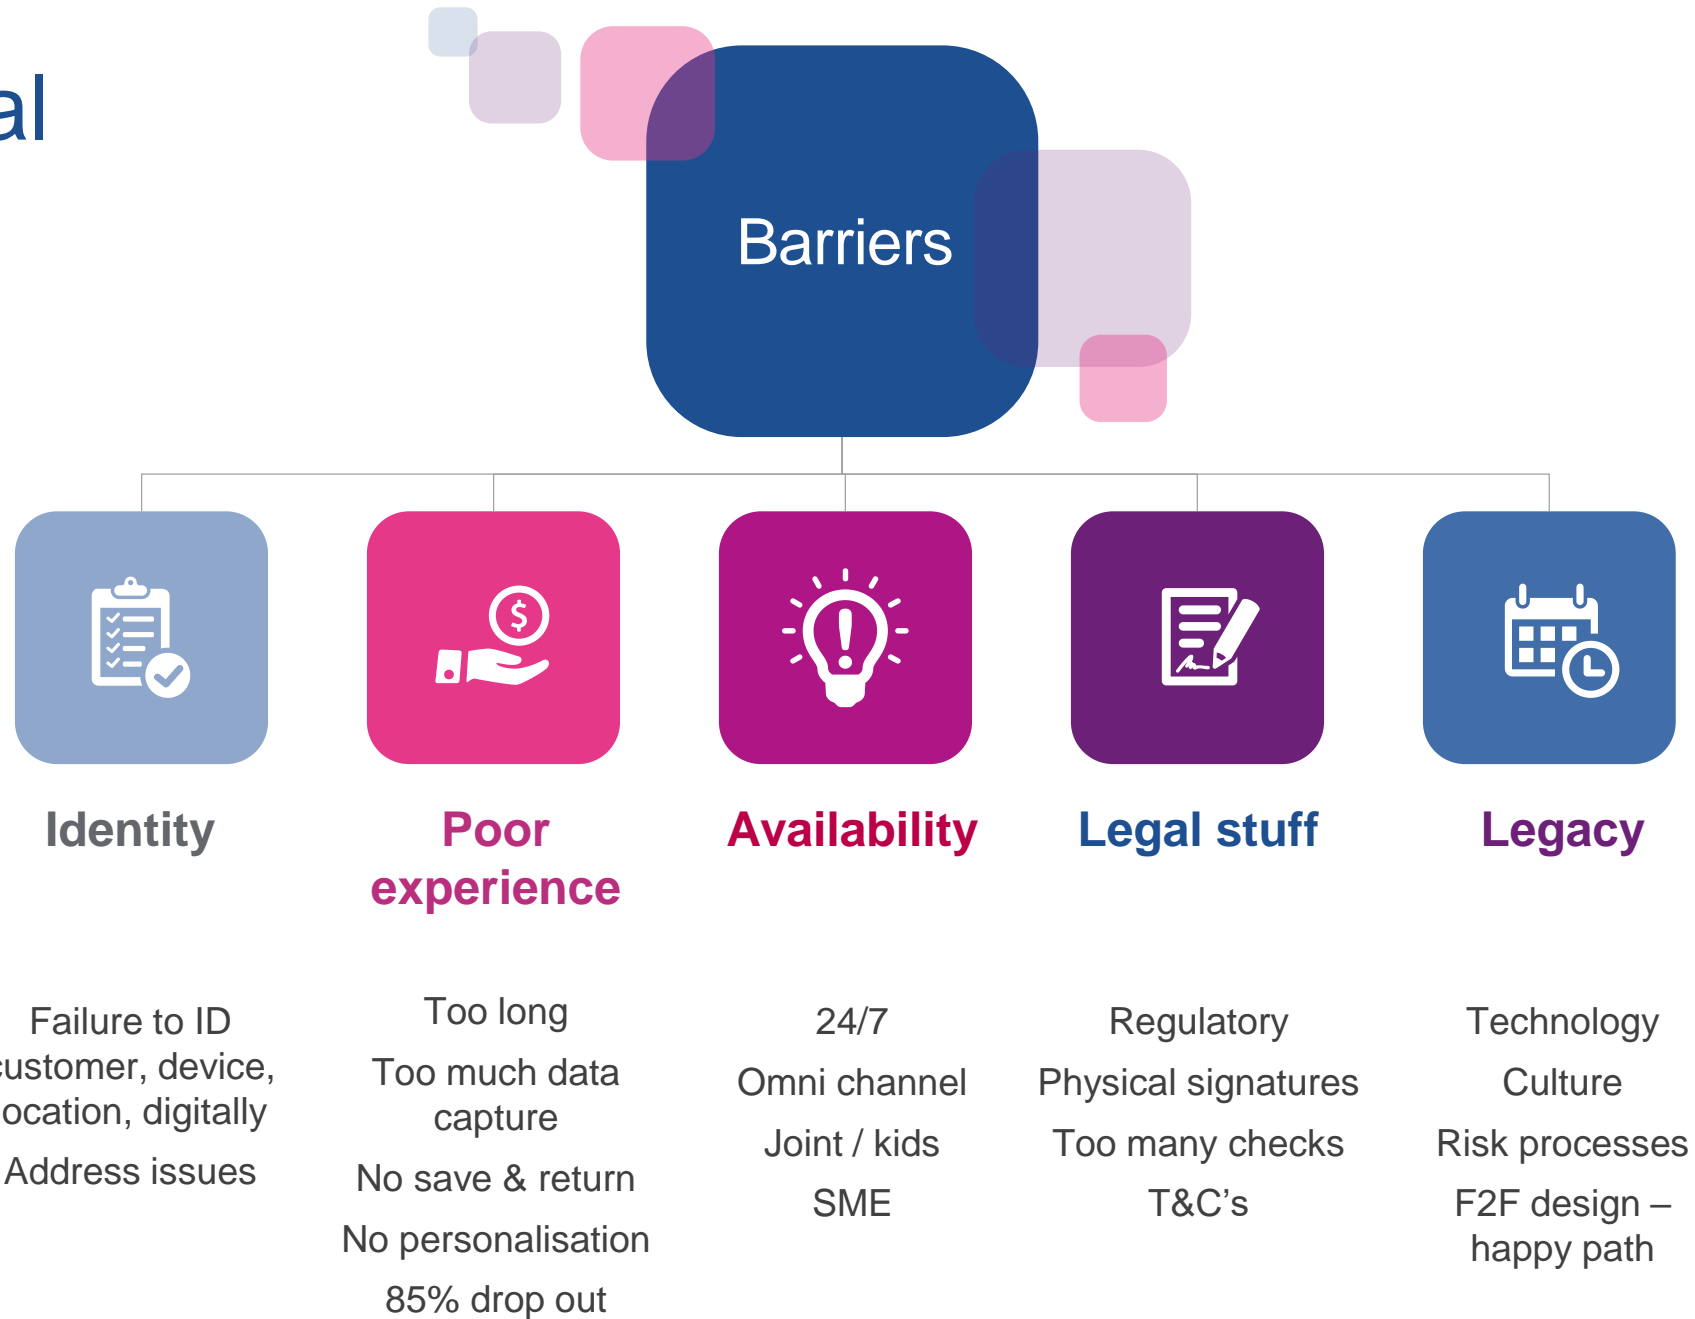 al
Barriers
Identity
Poor
experience
Availability
Legal stuff
Legacy
Failure to ID
customer, device,
location, digitally
Address issues
Too long
Too much data
capture
No save & return
No personalisation
85% drop out
24/7
Omni channel
Joint / kids
SME
Regulatory
Physical signatures
Too many checks
T&C’s
Technology
Culture
Risk processes
F2F design –
happy path